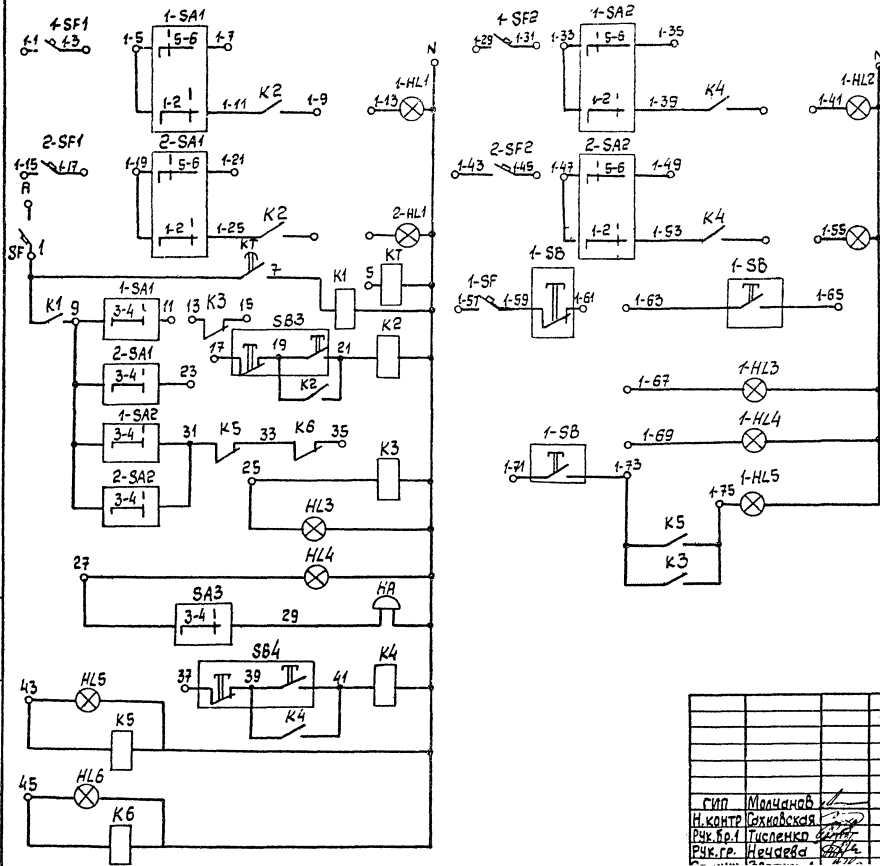 1-SF1 1-SA1 1-SF2 1-SA2
1-1 1-3 1-5 5-6 1-7 N 1-29 1-31 1-33 5-6 1-35 N
1-2 1-11 K2 1-9 1-13 1-HL1 1-2 1-39 K4 1-41 1-HL2
2-SF1 2-SA1 2-SF2 2-SA2
1-15 1-17 1-19 5-6 1-21 1-43 1-45 1-47 5-6 1-49
A
1-2 1-25 K2 2-HL1 1-2 1-53 K4 1-55
SF 1 KT 7 K1 5 KT
1-SF 1-SB 1-SB
1-57 1-59 1-61 1-63 1-65
K1 9 1-SA1 3-4 11 13 K3 15
SB3 K2
17 19 21
2-SA1
3-4 23 K2
1-67 1-HL3
1-SA2
3-4 31 K5 33 K6 35
1-SB 1-69 1-HL4
2-SA2
3-4 25 K3
1-71 1-73 1-75 1-HL5
HL3
K5
K3
27 HL4
SA3 HA
3-4 29
SB4 K4
37 39 41
K4
43 HL5
K5
45 HL6
K6
ГИП Молчанов
Н.контр Сахновская
Рук.бр.1 Тисленко
Рук.гр. Нечаева